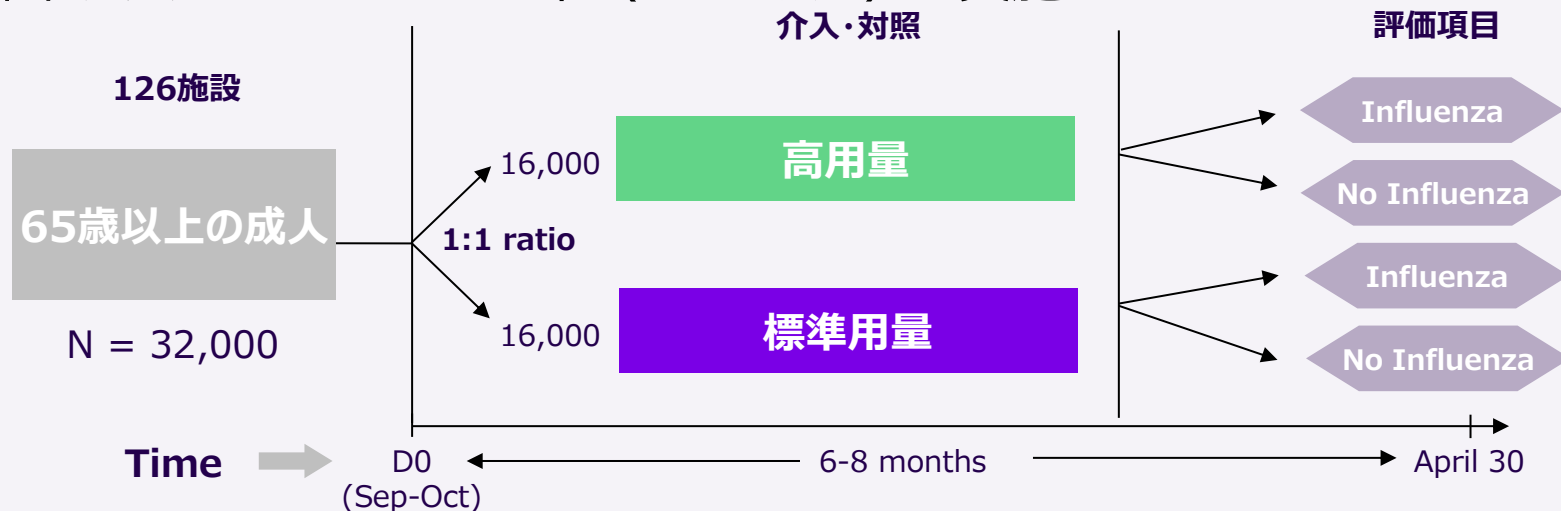 介入・対照
評価項目
126施設
65歳以上の成人
N = 32,000
16,000
高用量
1:1 ratio
16,000
標準用量
Influenza
No Influenza
Influenza
No Influenza
Time
D0
(Sep-Oct)
6-8 months
April 30